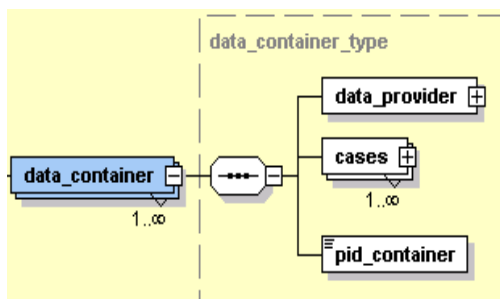 data_container_type
data_provider
data_container
1..∞
cases
1..∞
pid_container